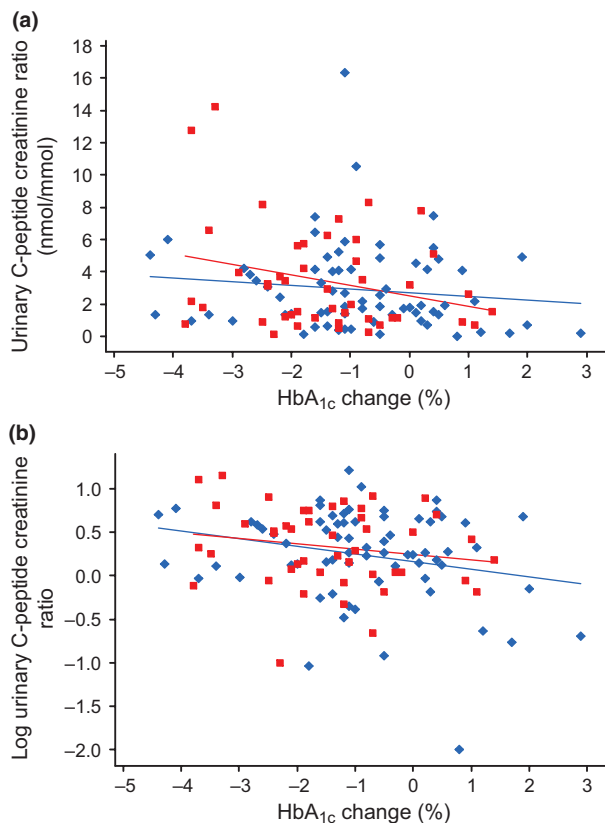 (a)
Urinary C-peptide creatinine ratio
(nmol/mmol)
18
16
14
12
10
8
6
4
2
0
–5 –4 –3 –2 –1 0 1 2 3
HbA1c change (%)
(b)
Log urinary C-peptide creatinine
ratio
1.0
0.5
0.0
–0.5
–1.0
–1.5
–2.0
–5 –4 –3 –2 –1 0 1 2 3
HbA1c change (%)